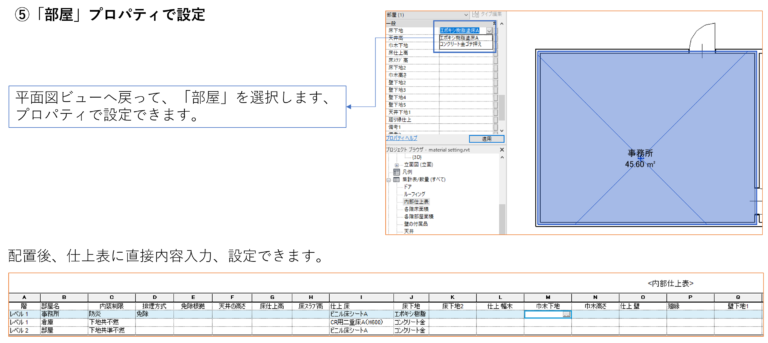 ⑤「部屋」プロパティで設定
平面図ビューへ戻って、「部屋」を選択します、
プロパティで設定できます。
部屋 (1)
タイプ編集
一般
床下地
エポキシ樹脂塗床A
天井高
エポキシ樹脂塗床A
巾木下地
コンクリート金ゴテ押え
床仕上高
床スラブ高
床下地2
巾木高さ
壁下地2
壁下地3
壁下地4
壁下地5
天井下地1
備考1
プロパティヘルプ
適用
プロジェクト ブラウザ - material setting.rvt
{3D}
立面図 (立面)
凡例
集計表/数量 (すべて)
ドア
ルーフィング
内部仕上表
各階床面積
各階部屋面積
壁の付属品
天井
事務所
45.60 m²
配置後、仕上表に直接内容入力、設定できます。
<内部仕上表>
A B C D E F G H I J K L M N O P Q
階 部屋名 内装制限 排煙方式 免除根拠 天井の高さ 床仕上高 床スラブ高 仕上 床 床下地 床下地2 仕上 幅木 巾木下地 巾木高さ 仕上 壁 廻縁 壁下地1
レベル 1 事務所 防炎 免除 ビニル床シートA エポキシ樹脂
レベル 1 倉庫 下地共不燃 CR用二重床A(H600) コンクリート金
レベル 2 部屋 下地共準不燃 ビニル床シートA コンクリート金